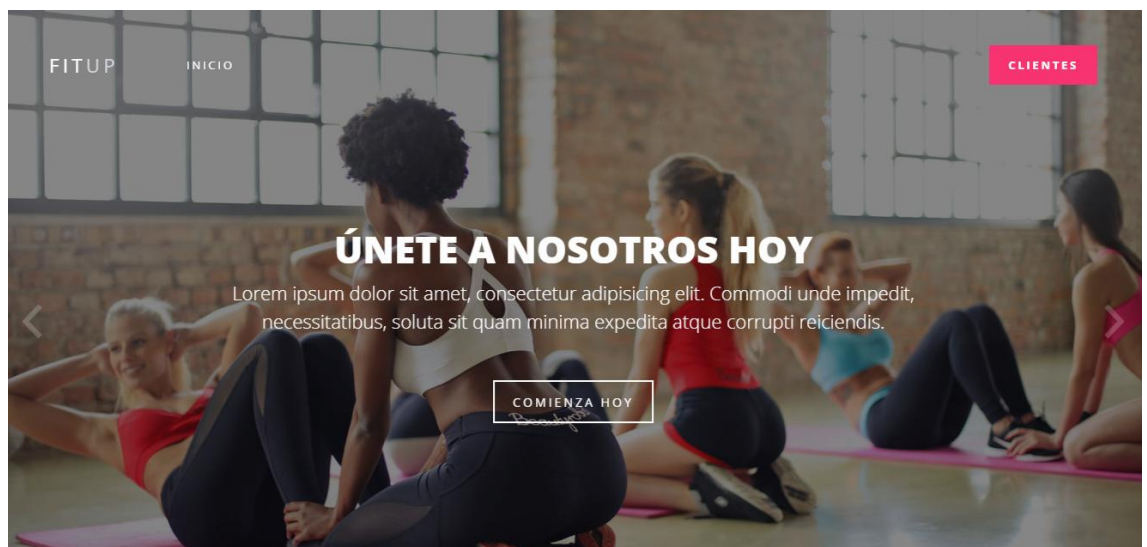 FITUP
INICIO
CLIENTES
ÚNETE A NOSOTROS HOY
Lorem ipsum dolor sit amet, consectetur adipisicing elit. Commodi unde impedit,
necessitatibus, soluta sit quam minima expedita atque corrupti reiciendis.
COMIENZA HOY